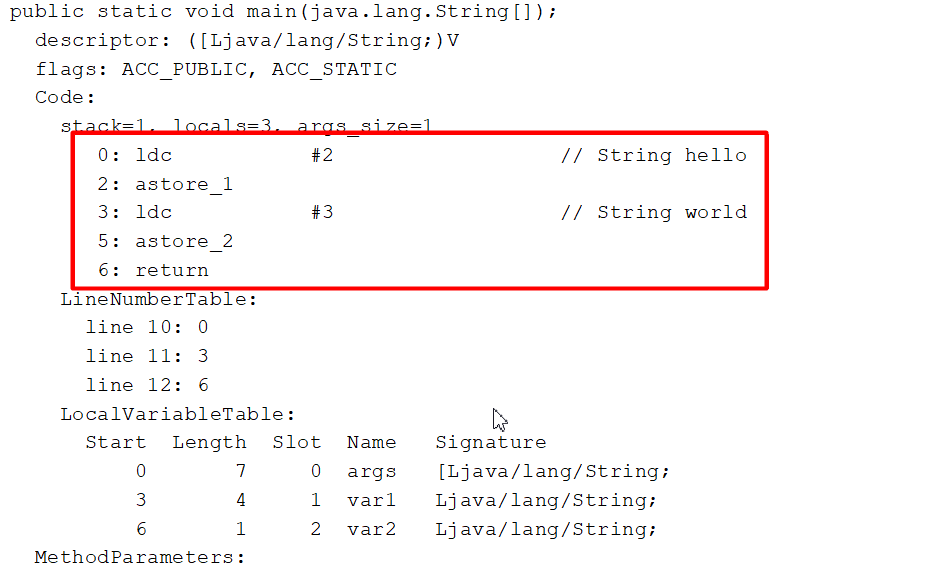 public static void main(java.lang.String[]);
descriptor: ([Ljava/lang/String;)V
flags: ACC_PUBLIC, ACC_STATIC
Code:
stack=1, locals=3, args_size=1
0: ldc #2 // String hello
2: astore_1
3: ldc #3 // String world
5: astore_2
6: return
LineNumberTable:
line 10: 0
line 11: 3
line 12: 6
LocalVariableTable:
Start Length Slot Name Signature
0 7 0 args [Ljava/lang/String;
3 4 1 var1 Ljava/lang/String;
6 1 2 var2 Ljava/lang/String;
MethodParameters: